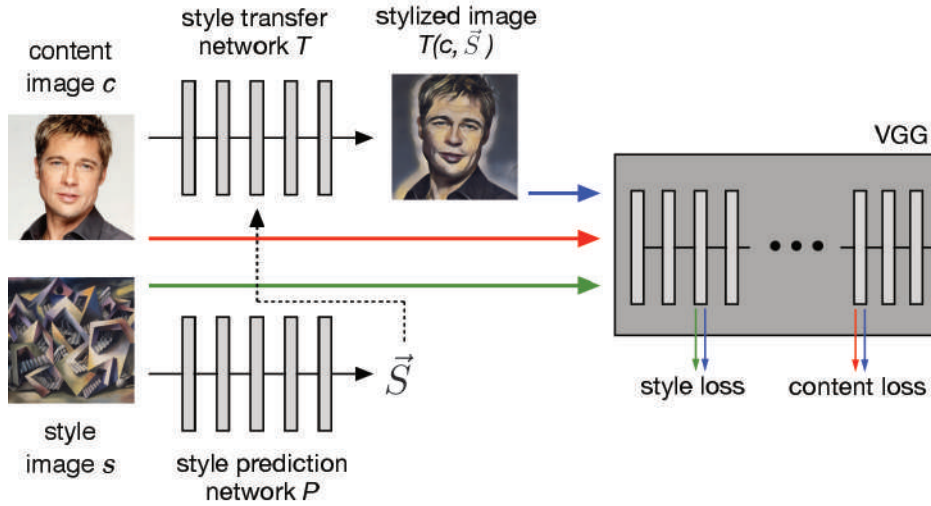 content
image c
style transfer
network T
stylized image
T(c, S⃗ )
VGG
style loss
content loss
S⃗
style
image s
style prediction
network P